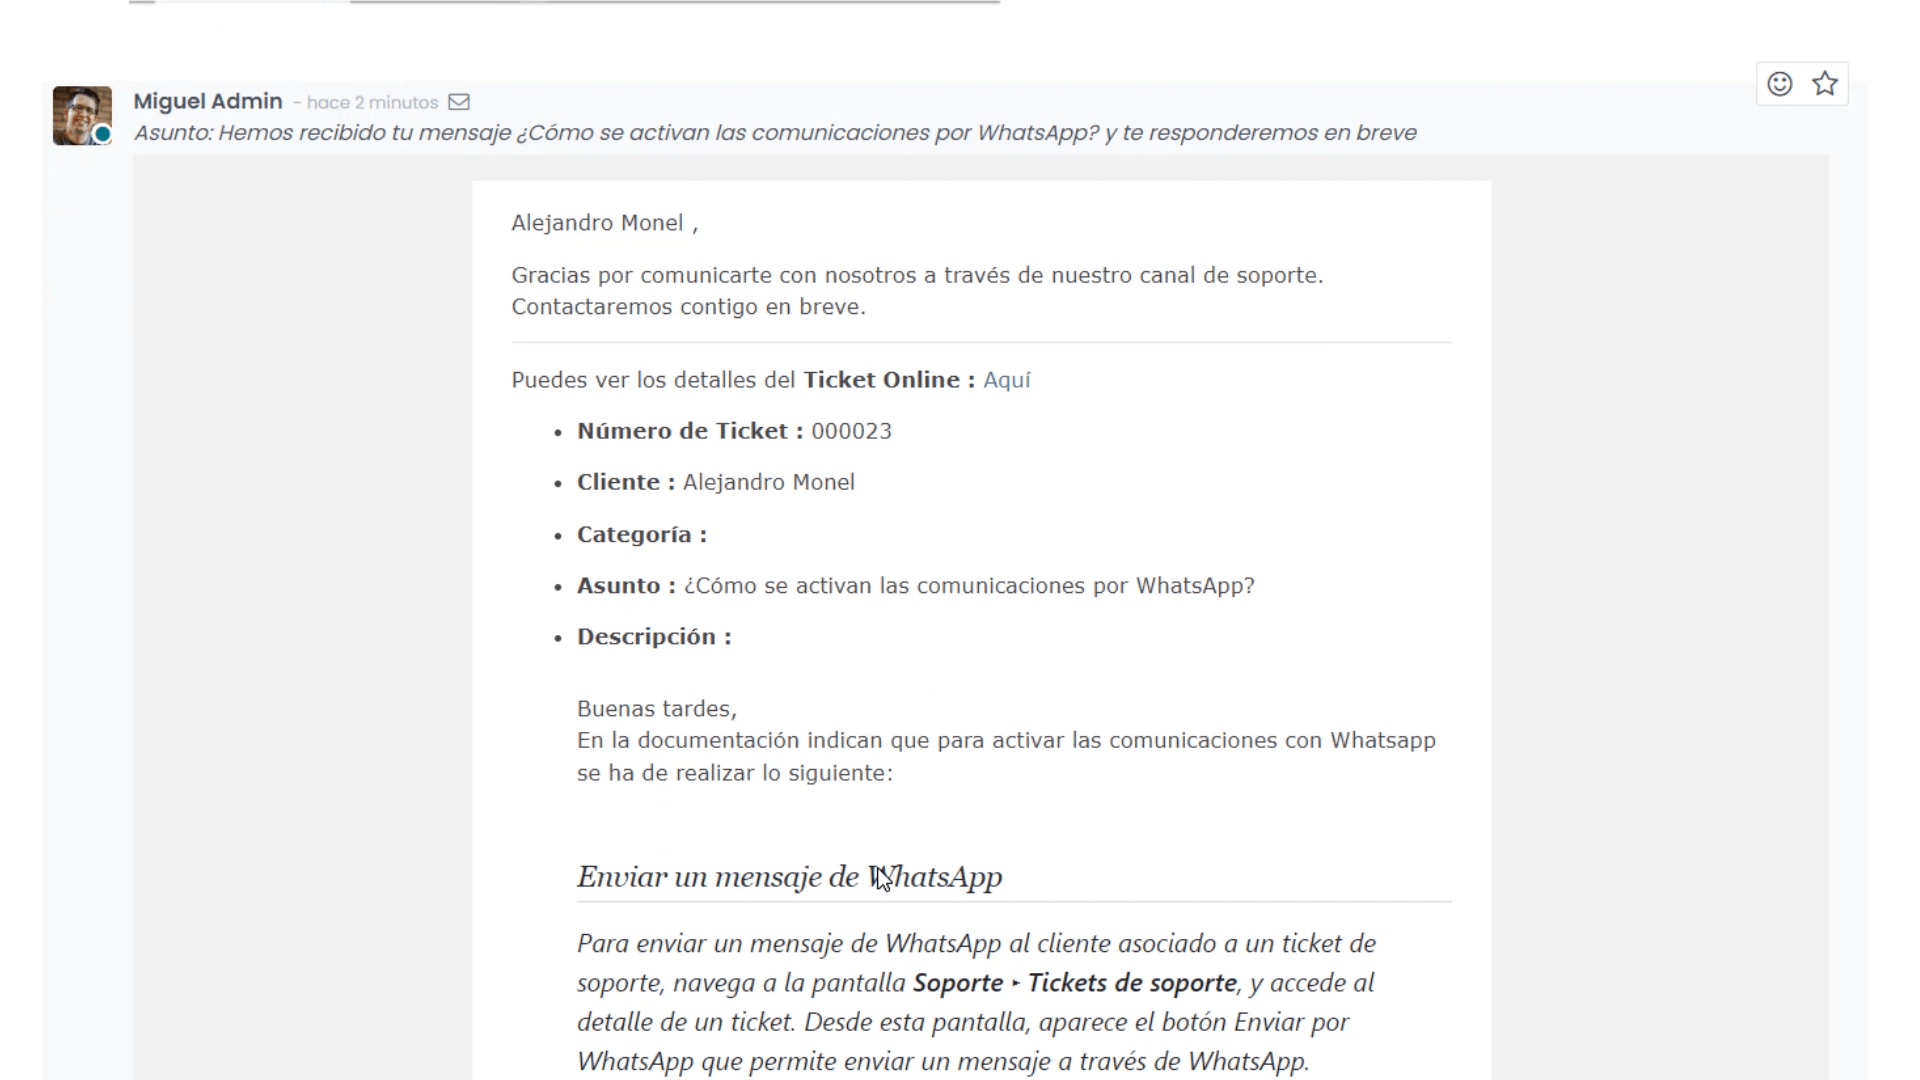 Miguel Admin - hace 2 minutos
Asunto: Hemos recibido tu mensaje ¿Cómo se activan las comunicaciones por WhatsApp? y te responderemos en breve
Alejandro Monel ,
Gracias por comunicarte con nosotros a través de nuestro canal de soporte.
Contactaremos contigo en breve.
Puedes ver los detalles del Ticket Online : Aquí
• Número de Ticket : 000023
• Cliente : Alejandro Monel
• Categoría :
• Asunto : ¿Cómo se activan las comunicaciones por WhatsApp?
• Descripción :
Buenas tardes,
En la documentación indican que para activar las comunicaciones con Whatsapp
se ha de realizar lo siguiente:
Enviar un mensaje de WhatsApp
Para enviar un mensaje de WhatsApp al cliente asociado a un ticket de
soporte, navega a la pantalla Soporte ‣ Tickets de soporte, y accede al
detalle de un ticket. Desde esta pantalla, aparece el botón Enviar por
WhatsApp que permite enviar un mensaje a través de WhatsApp.